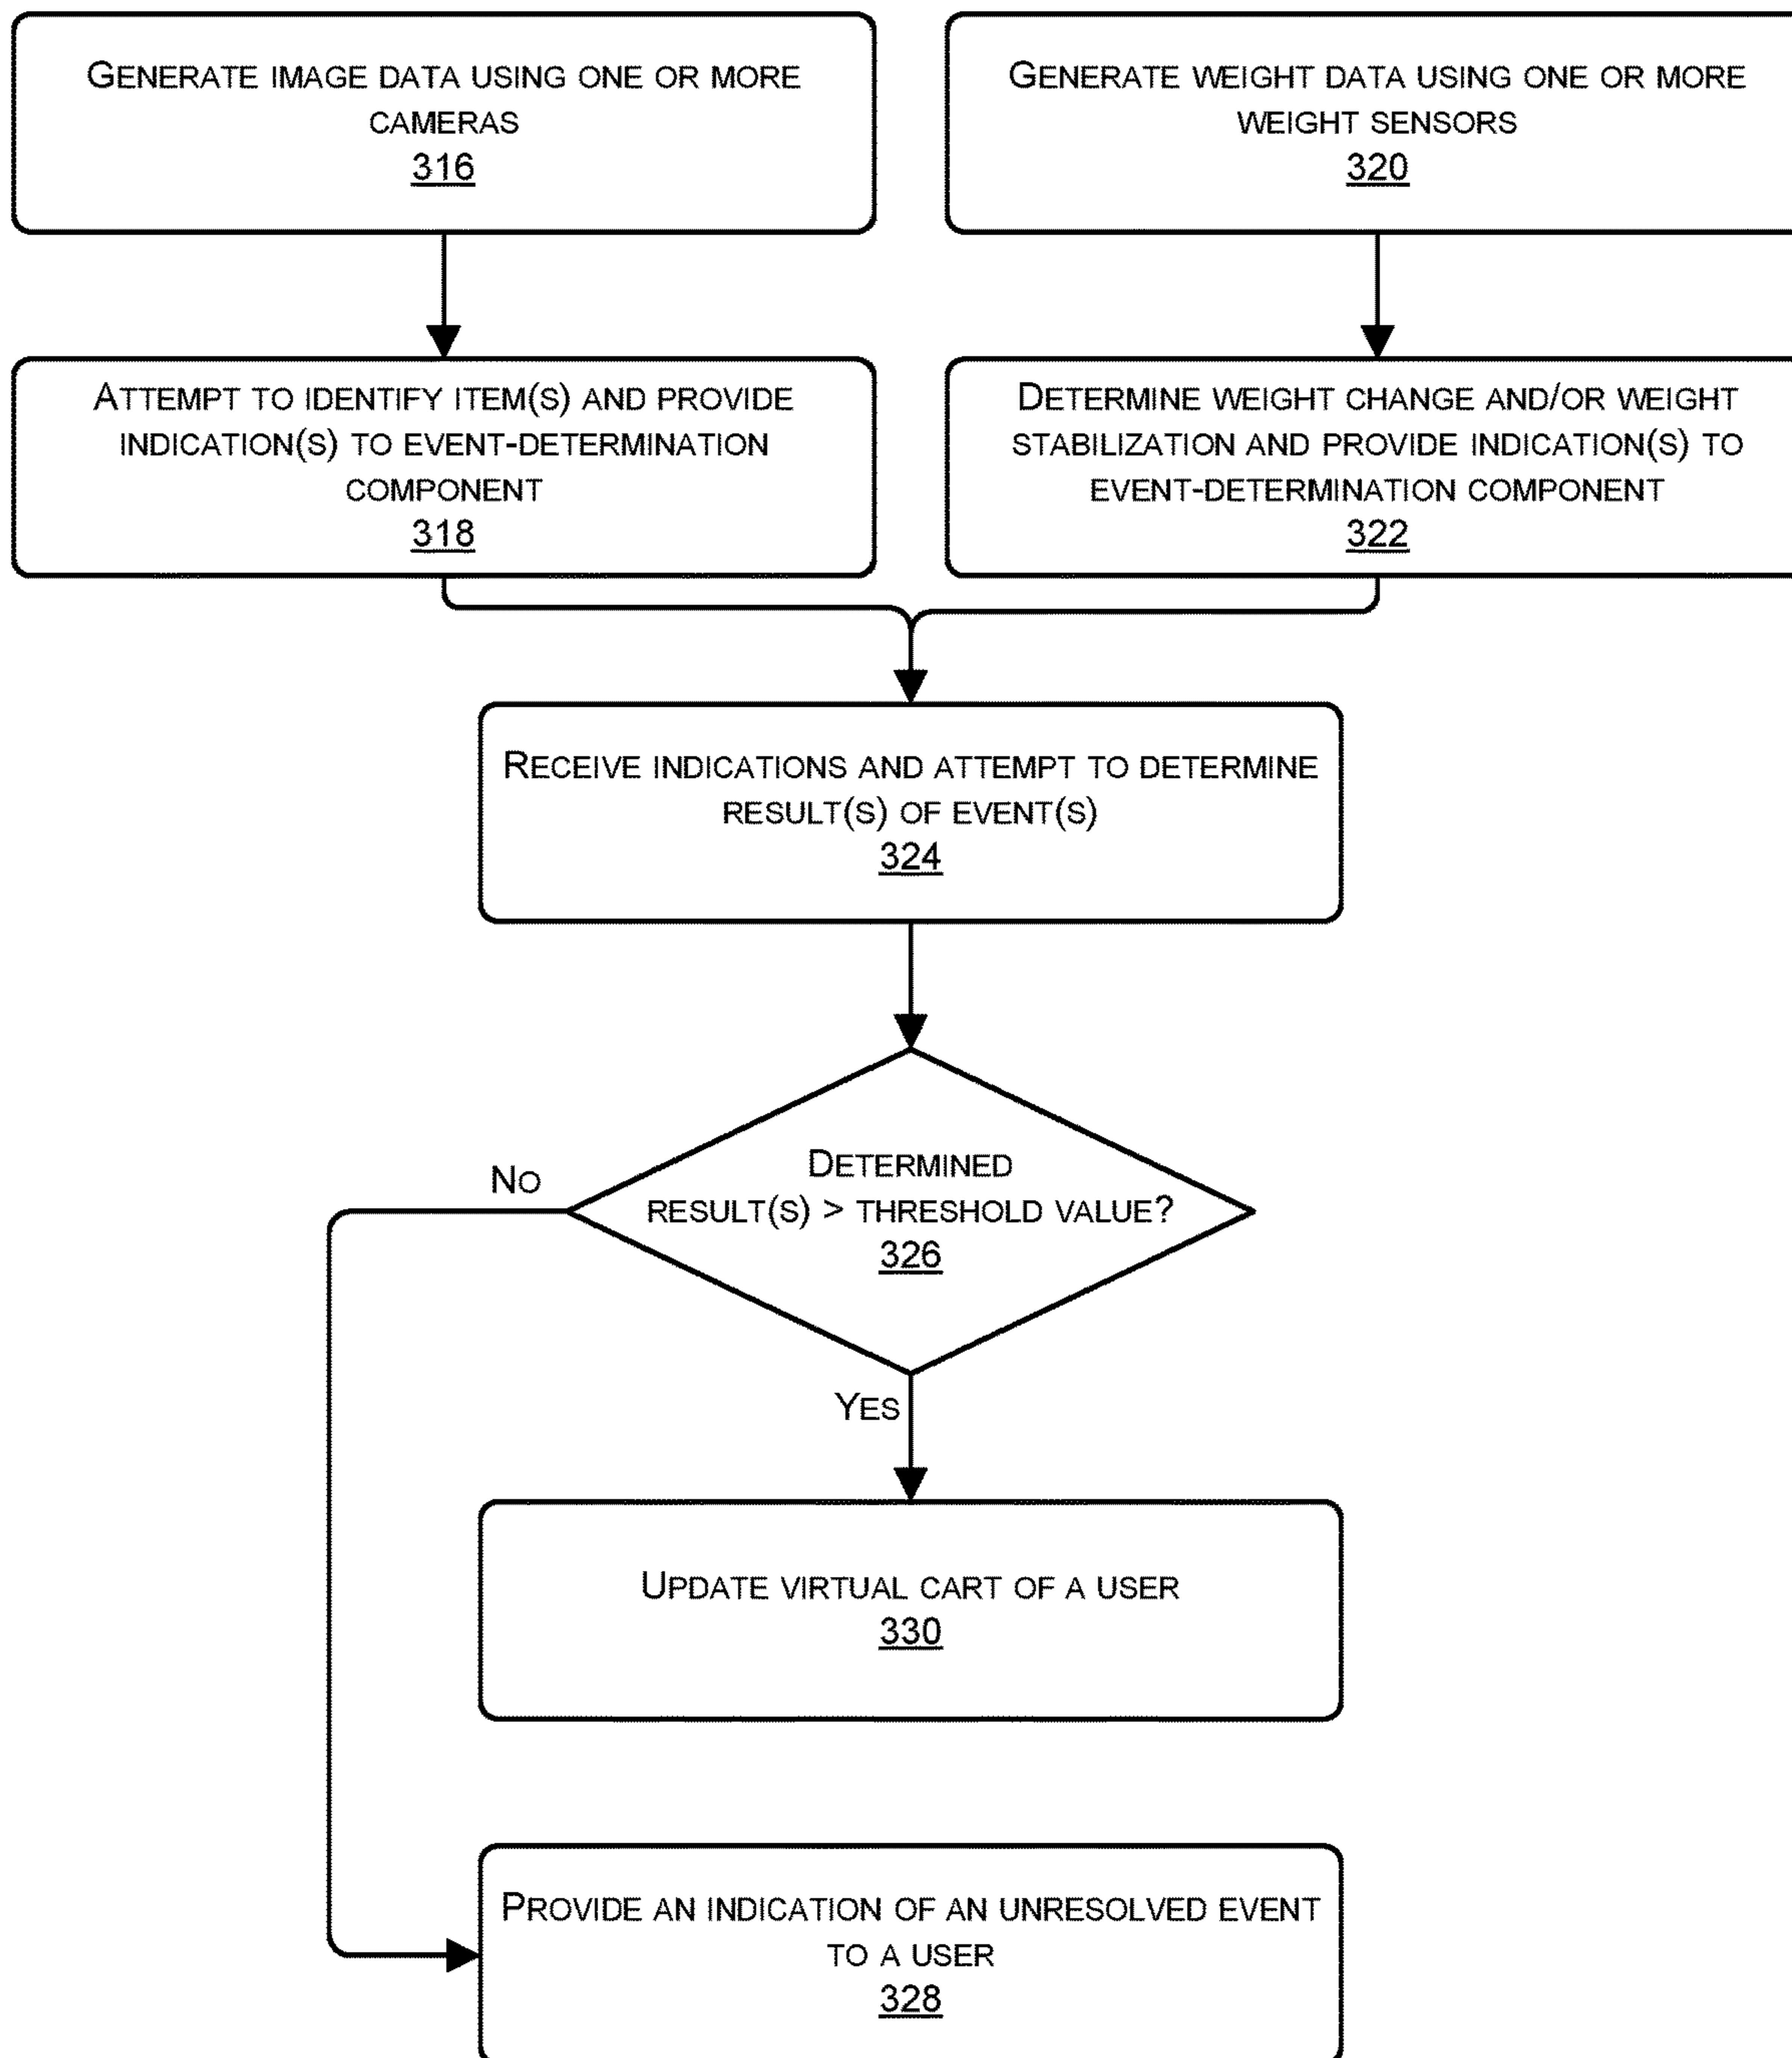 GENERATE IMAGE DATA USING ONE OR MORE
CAMERAS
316
GENERATE WEIGHT DATA USING ONE OR MORE
WEIGHT SENSORS
320
ATTEMPT TO IDENTIFY ITEM(S) AND PROVIDE
INDICATION(S) TO EVENT-DETERMINATION
COMPONENT
318
DETERMINE WEIGHT CHANGE AND/OR WEIGHT
STABILIZATION AND PROVIDE INDICATION(S) TO
EVENT-DETERMINATION COMPONENT
322
RECEIVE INDICATIONS AND ATTEMPT TO DETERMINE
RESULT(S) OF EVENT(S)
324
DETERMINED
RESULT(S) > THRESHOLD VALUE?
326
NO
YES
UPDATE VIRTUAL CART OF A USER
330
PROVIDE AN INDICATION OF AN UNRESOLVED EVENT
TO A USER
328